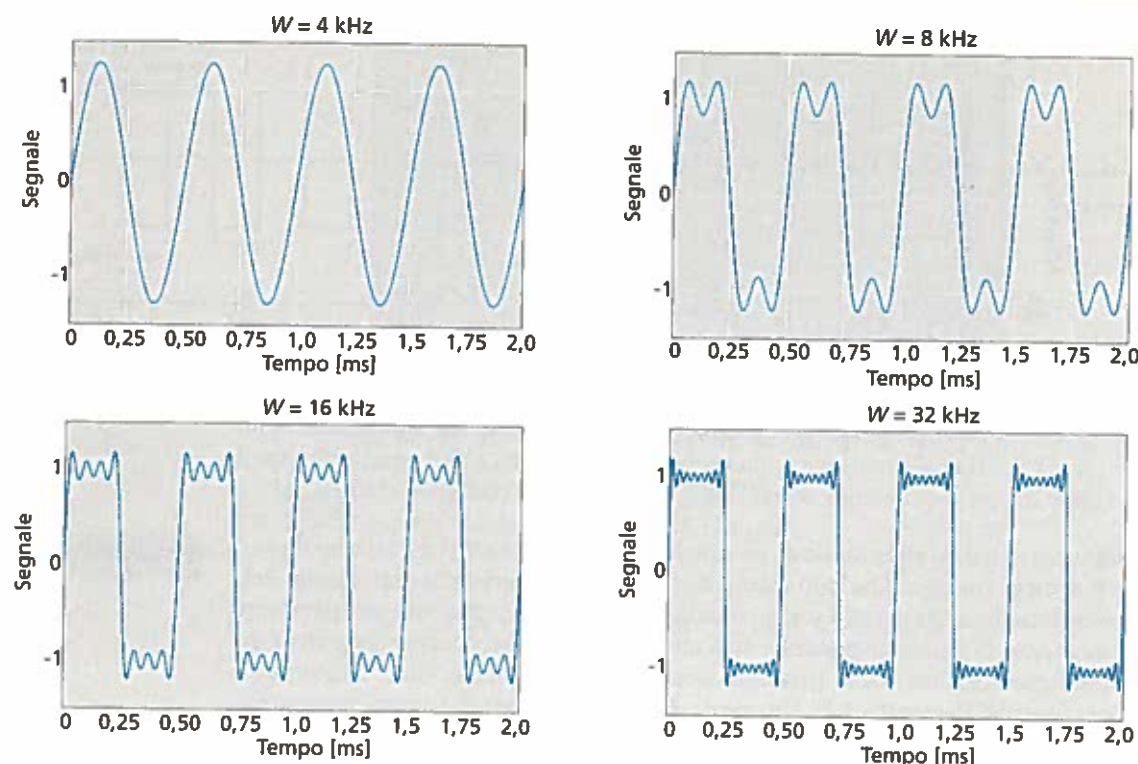 W = 4 kHz
Segnale
1
0
-1
0 0,25 0,50 0,75 1,0 1,25 1,5 1,75 2,0
Tempo [ms]
W = 8 kHz
Segnale
1
0
-1
0 0,25 0,50 0,75 1,0 1,25 1,5 1,75 2,0
Tempo [ms]
W = 16 kHz
Segnale
1
0
-1
0 0,25 0,50 0,75 1,0 1,25 1,5 1,75 2,0
Tempo [ms]
W = 32 kHz
Segnale
1
0
-1
0 0,25 0,50 0,75 1,0 1,25 1,5 1,75 2,0
Tempo [ms]